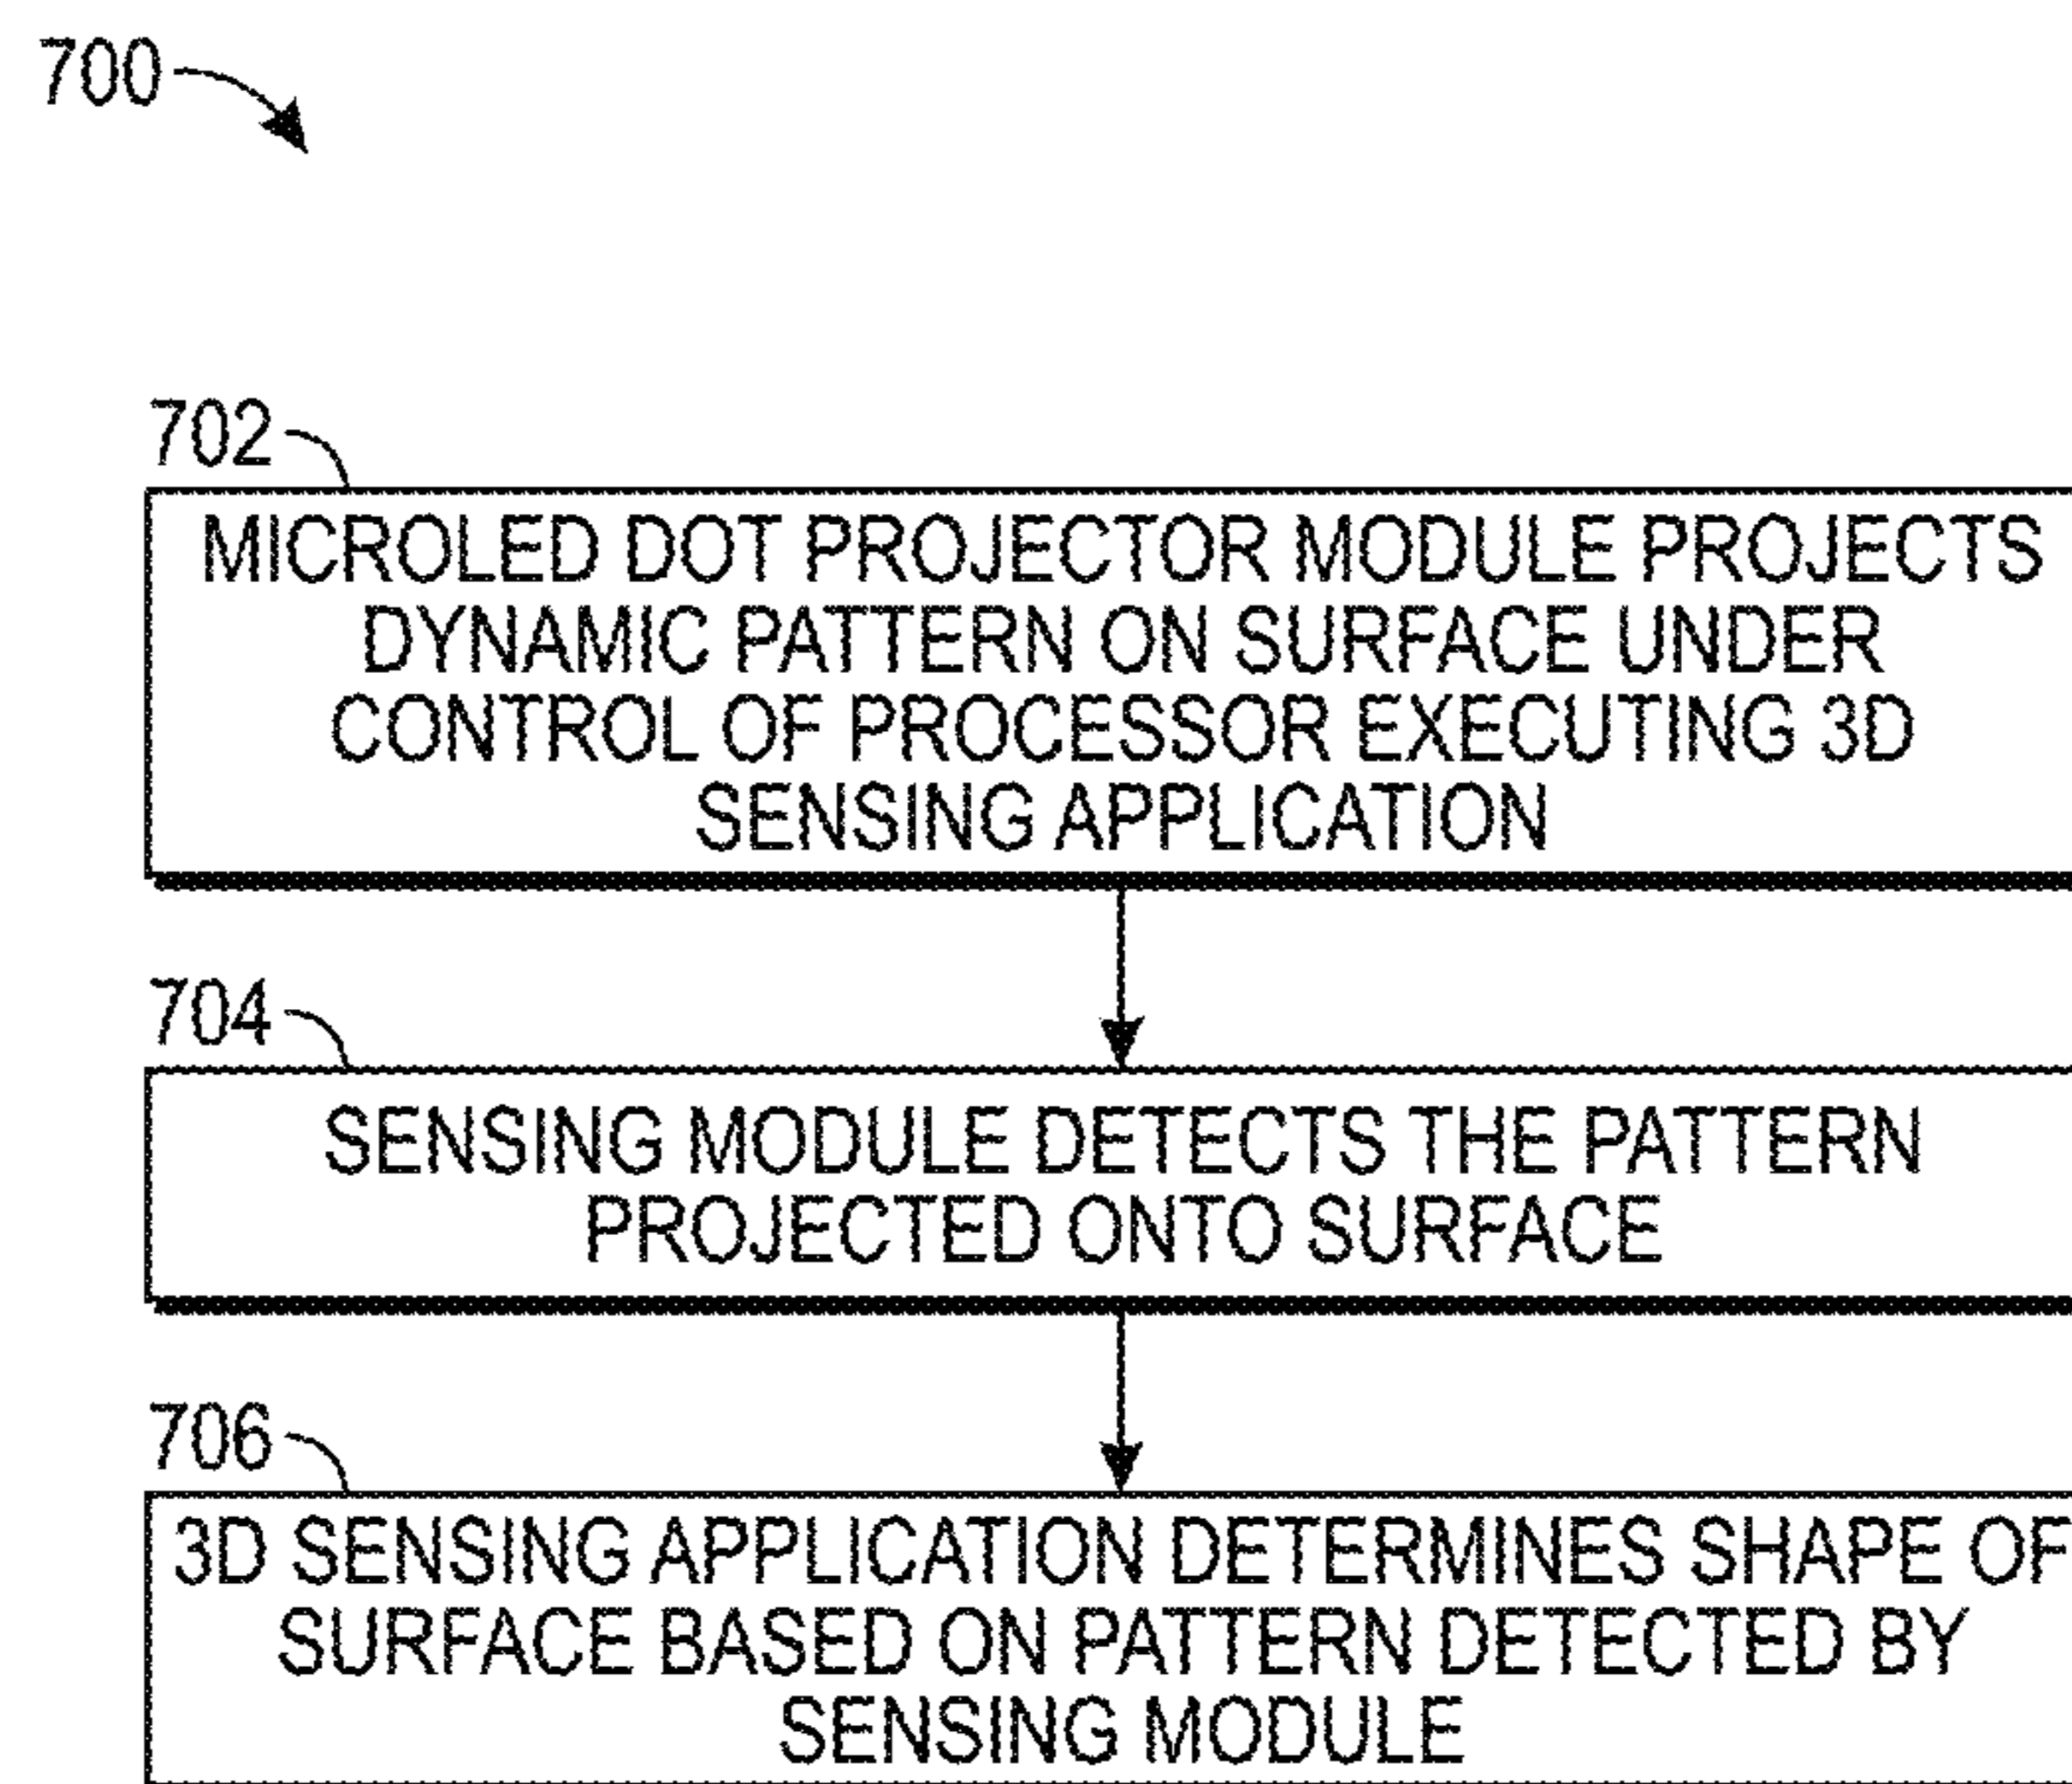 700
702
MICROLED DOT PROJECTOR MODULE PROJECTS
DYNAMIC PATTERN ON SURFACE UNDER
CONTROL OF PROCESSOR EXECUTING 3D
SENSING APPLICATION
704
SENSING MODULE DETECTS THE PATTERN
PROJECTED ONTO SURFACE
706
3D SENSING APPLICATION DETERMINES SHAPE OF
SURFACE BASED ON PATTERN DETECTED BY
SENSING MODULE